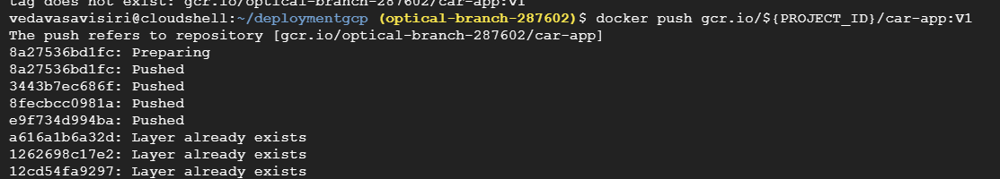 tag does not exist: gcr.io/optical-branch-287602/car-app:v1
vedavasavisiri@cloudshell:~/deploymentgcp (optical-branch-287602)$ docker push gcr.io/${PROJECT_ID}/car-app:V1
The push refers to repository [gcr.io/optical-branch-287602/car-app]
8a27536bd1fc: Preparing
8a27536bd1fc: Pushed
3443b7ec686f: Pushed
8fecbcc0981a: Pushed
e9f734d994ba: Pushed
a616a1b6a32d: Layer already exists
1262698c17e2: Layer already exists
12cd54fa9297: Layer already exists